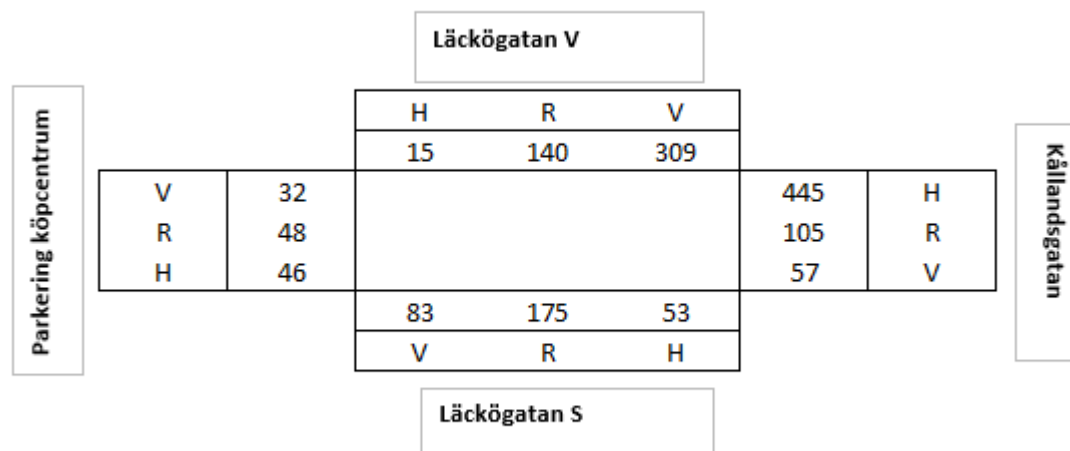 Läckögatan V
H R V
15 140 309
Parkering köpcentrum
V 32
R 48
H 46
445 H
105 R
57 V
Kållandsgatan
83 175 53
V R H
Läckögatan S